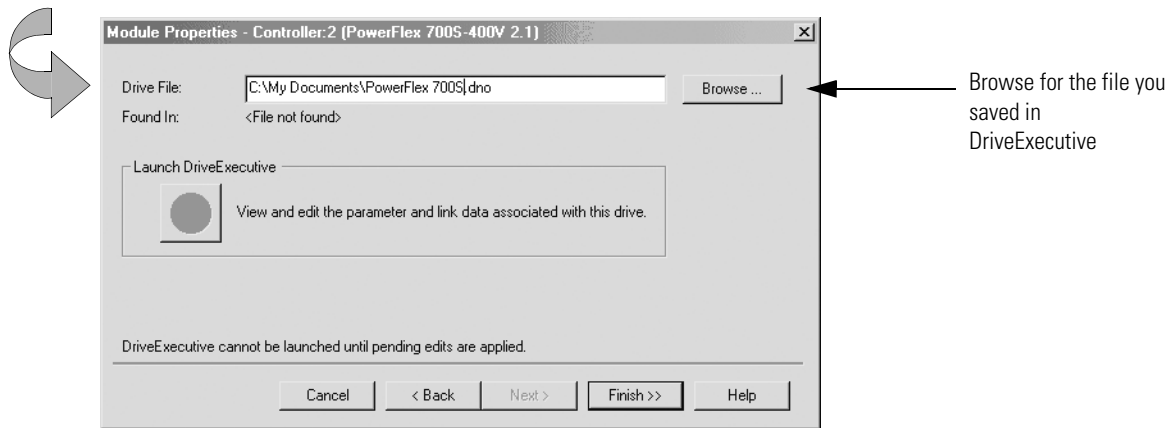 Module Properties - Controller:2 (PowerFlex 700S-400V 2.1)
Drive File:
C:\My Documents\PowerFlex 700S.dno
Browse ...
Found In:
<File not found>
Launch DriveExecutive
View and edit the parameter and link data associated with this drive.
DriveExecutive cannot be launched until pending edits are applied.
Cancel
< Back
Next >
Finish >>
Help
Browse for the file you
saved in
DriveExecutive